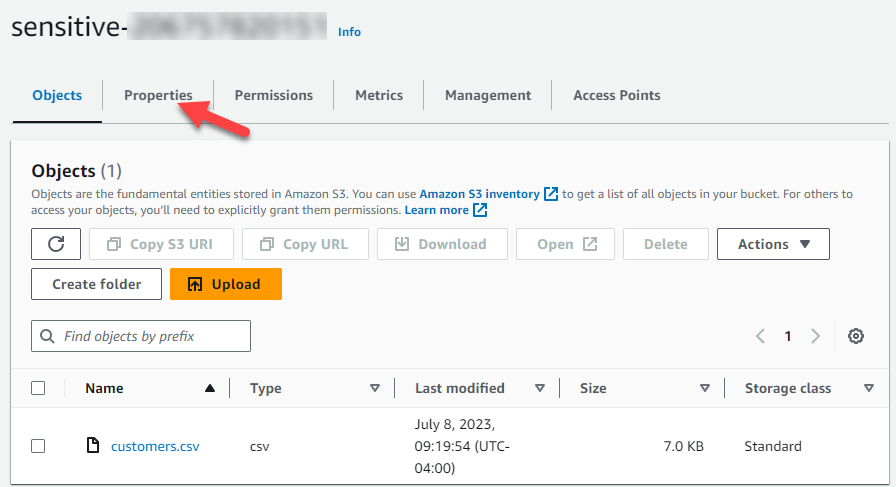 sensitive- Info
Objects Properties Permissions Metrics Management Access Points
Objects (1)
Objects are the fundamental entities stored in Amazon S3. You can use Amazon S3 inventory to get a list of all objects in your bucket. For others to
access your objects, you'll need to explicitly grant them permissions. Learn more
Copy S3 URI Copy URL Download Open Delete Actions
Create folder Upload
Find objects by prefix 1
Name Type Last modified Size Storage class
July 8, 2023,
customers.csv csv 09:19:54 (UTC- 7.0 KB Standard
04:00)